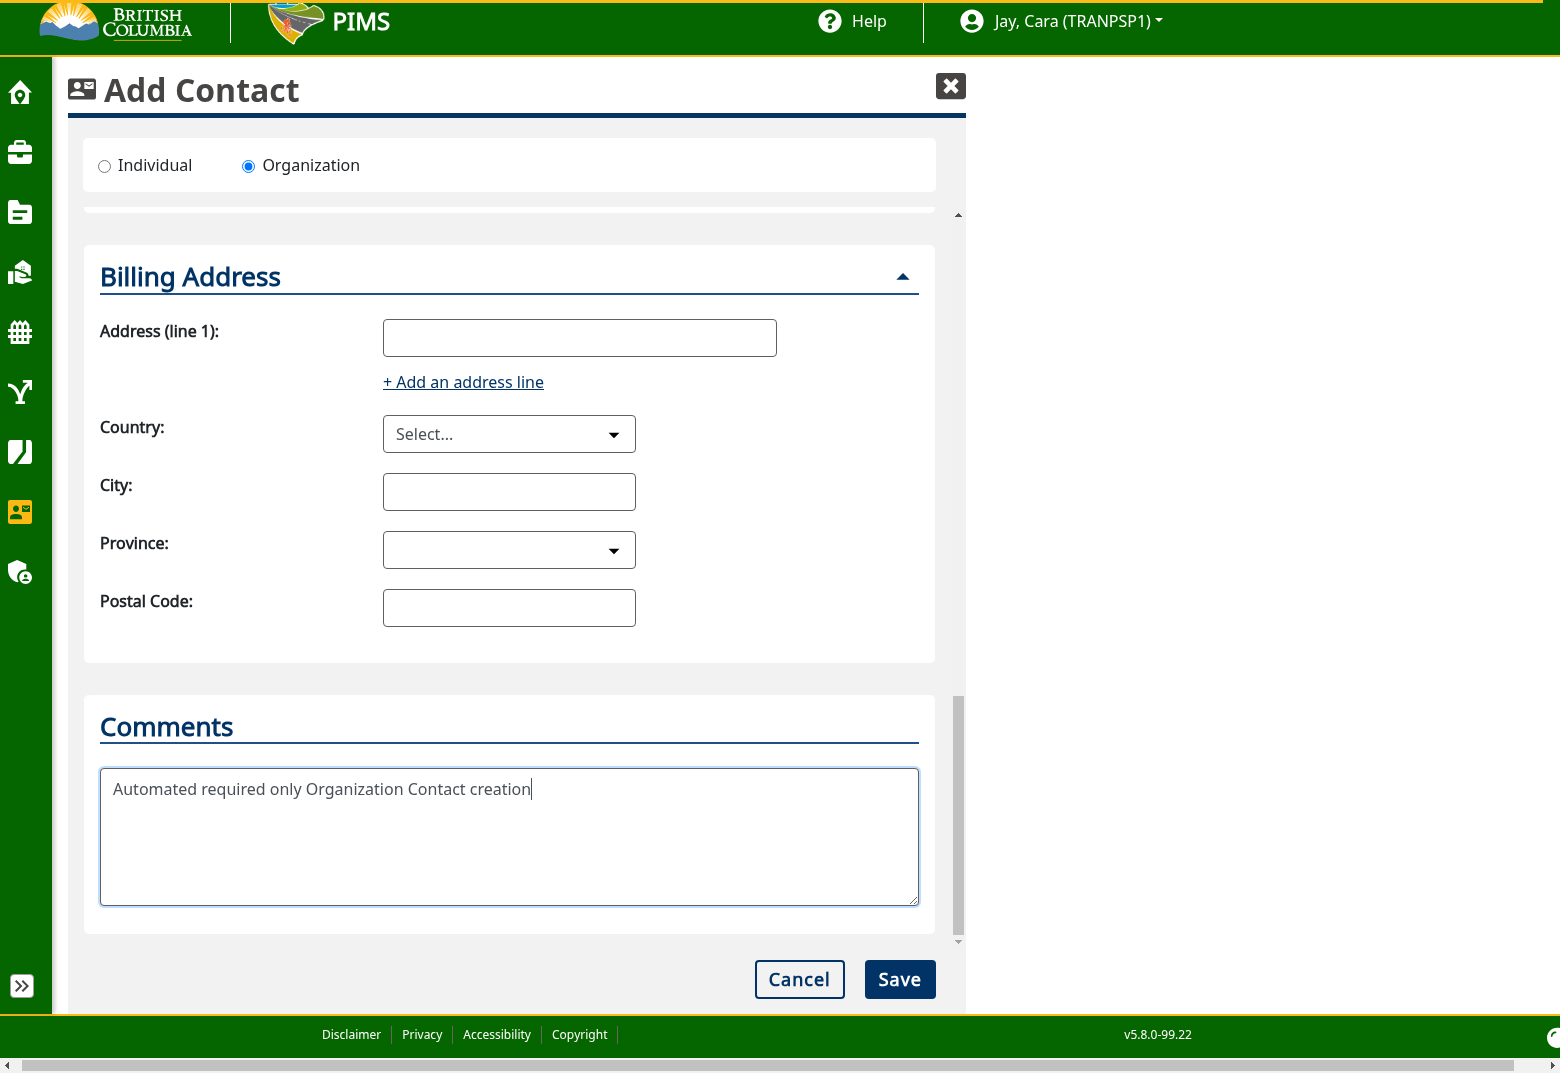 BRITISH
COLUMBIA
PIMS
Help
Jay, Cara (TRANPSP1)
Add Contact
Individual
Organization
Billing Address
Address (line 1):
+ Add an address line
Country:
Select...
City:
Province:
Postal Code:
Comments
Automated required only Organization Contact creation
Cancel
Save
Disclaimer
Privacy
Accessibility
Copyright
v5.8.0-99.22